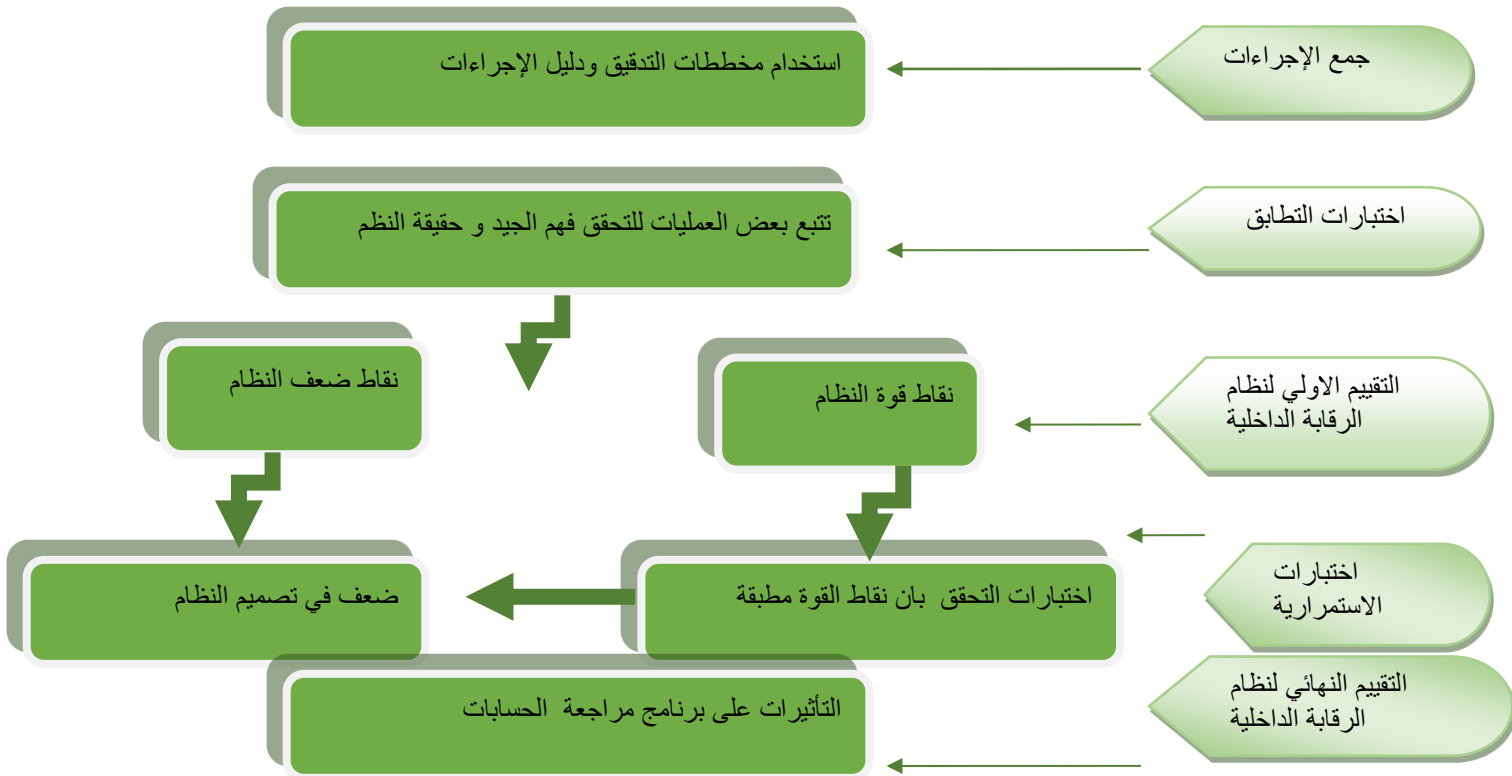 جمع الإجراءات
استخدام مخططات التدقيق ودليل الإجراءات
اختبارات التطابق
تتبع بعض العمليات للتحقق فهم الجيد و حقيقة النظم
التقييم الاولي لنظام
الرقابة الداخلية
نقاط قوة النظام
نقاط ضعف النظام
اختبارات
الاستمرارية
اختبارات التحقق بان نقاط القوة مطبقة
ضعف في تصميم النظام
التقييم النهائي لنظام
الرقابة الداخلية
التأثيرات على برنامج مراجعة الحسابات